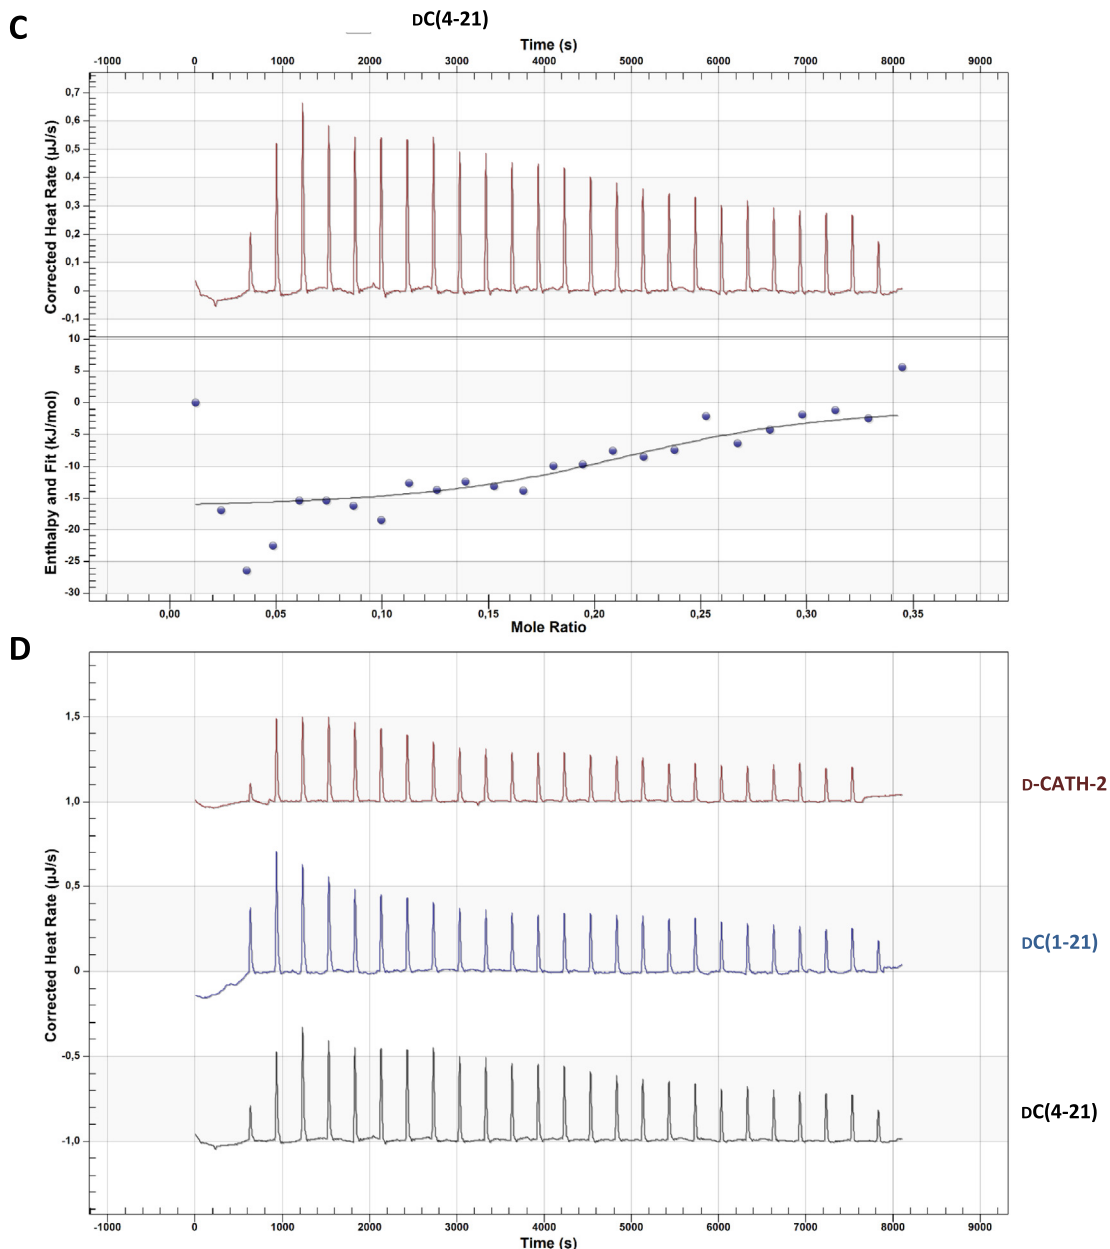 C
DC(4-21)
Time (s)
-1000 0 1000 2000 3000 4000 5000 6000 7000 8000 9000
Corrected Heat Rate (µJ/s)
0,7
0,6
0,5
0,4
0,3
0,2
0,1
0
-0,1
Enthalpy and Fit (kJ/mol)
10
5
0
-5
-10
-15
-20
-25
-30
0,00 0,05 0,10 0,15 0,20 0,25 0,30 0,35
Mole Ratio
D
Corrected Heat Rate (µJ/s)
1,5
1,0
0,5
0
-0,5
-1,0
D-CATH-2
DC(1-21)
DC(4-21)
-1000 0 1000 2000 3000 4000 5000 6000 7000 8000 9000
Time (s)